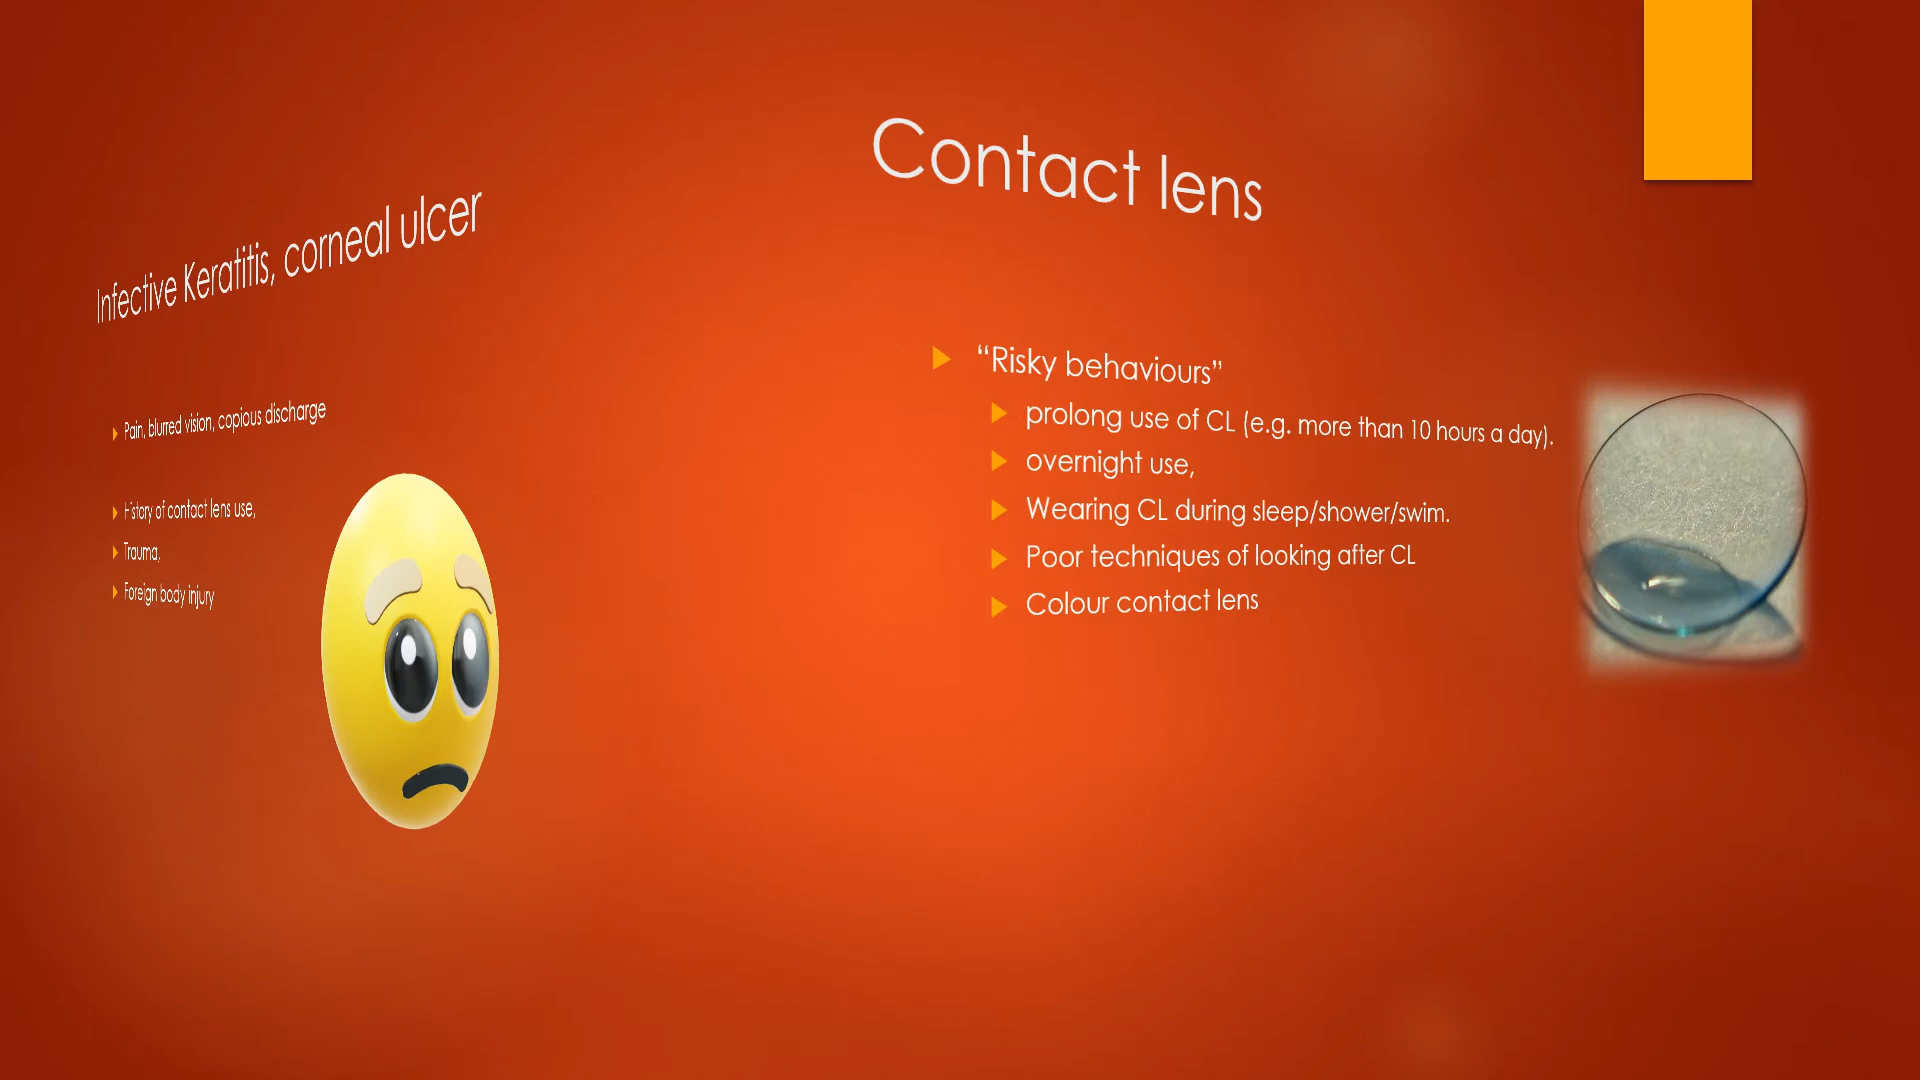 Infective Keratitis, corneal ulcer
Pain, blurred vision, copious discharge
History of contact lens use,
Trauma,
Foreign body injury
Contact lens
“Risky behaviours”
prolong use of CL (e.g. more than 10 hours a day).
overnight use,
Wearing CL during sleep/shower/swim.
Poor techniques of looking after CL
Colour contact lens